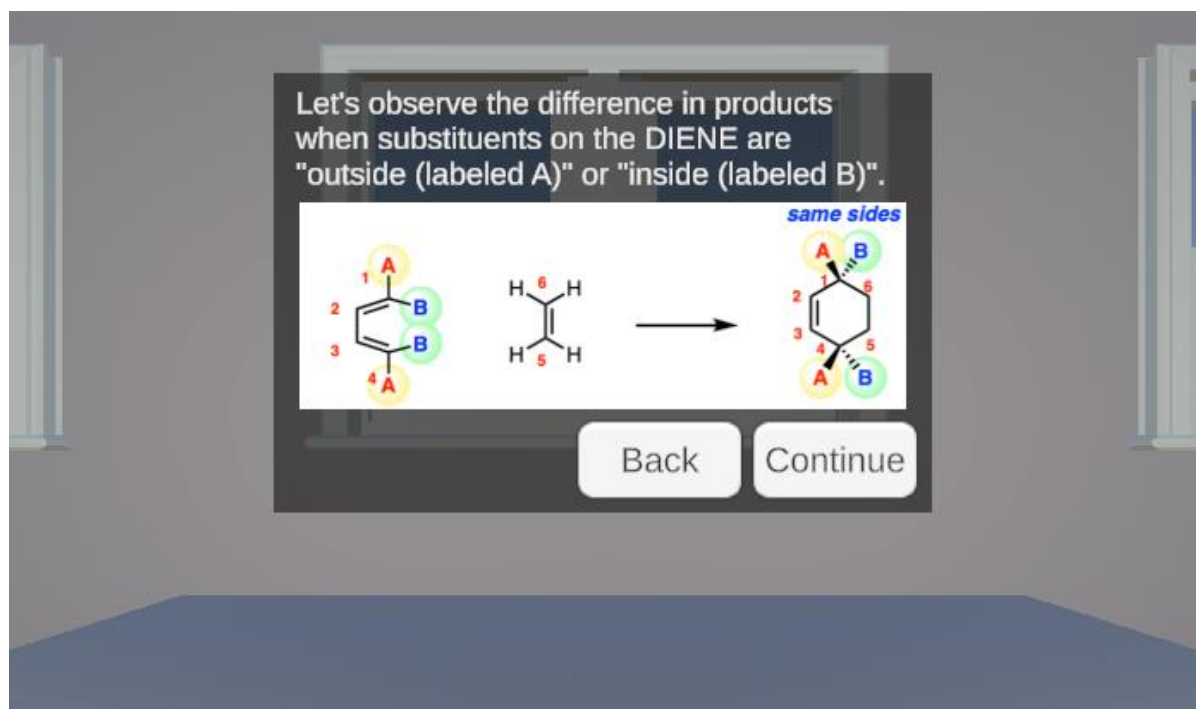 Let's observe the difference in products
when substituents on the DIENE are
"outside (labeled A)" or "inside (labeled B)".
same sides
A
1
B
2
B
3
4 A
H 6 H
H 5 H
A B
1
2 6
3
4 5
A B
Back
Continue